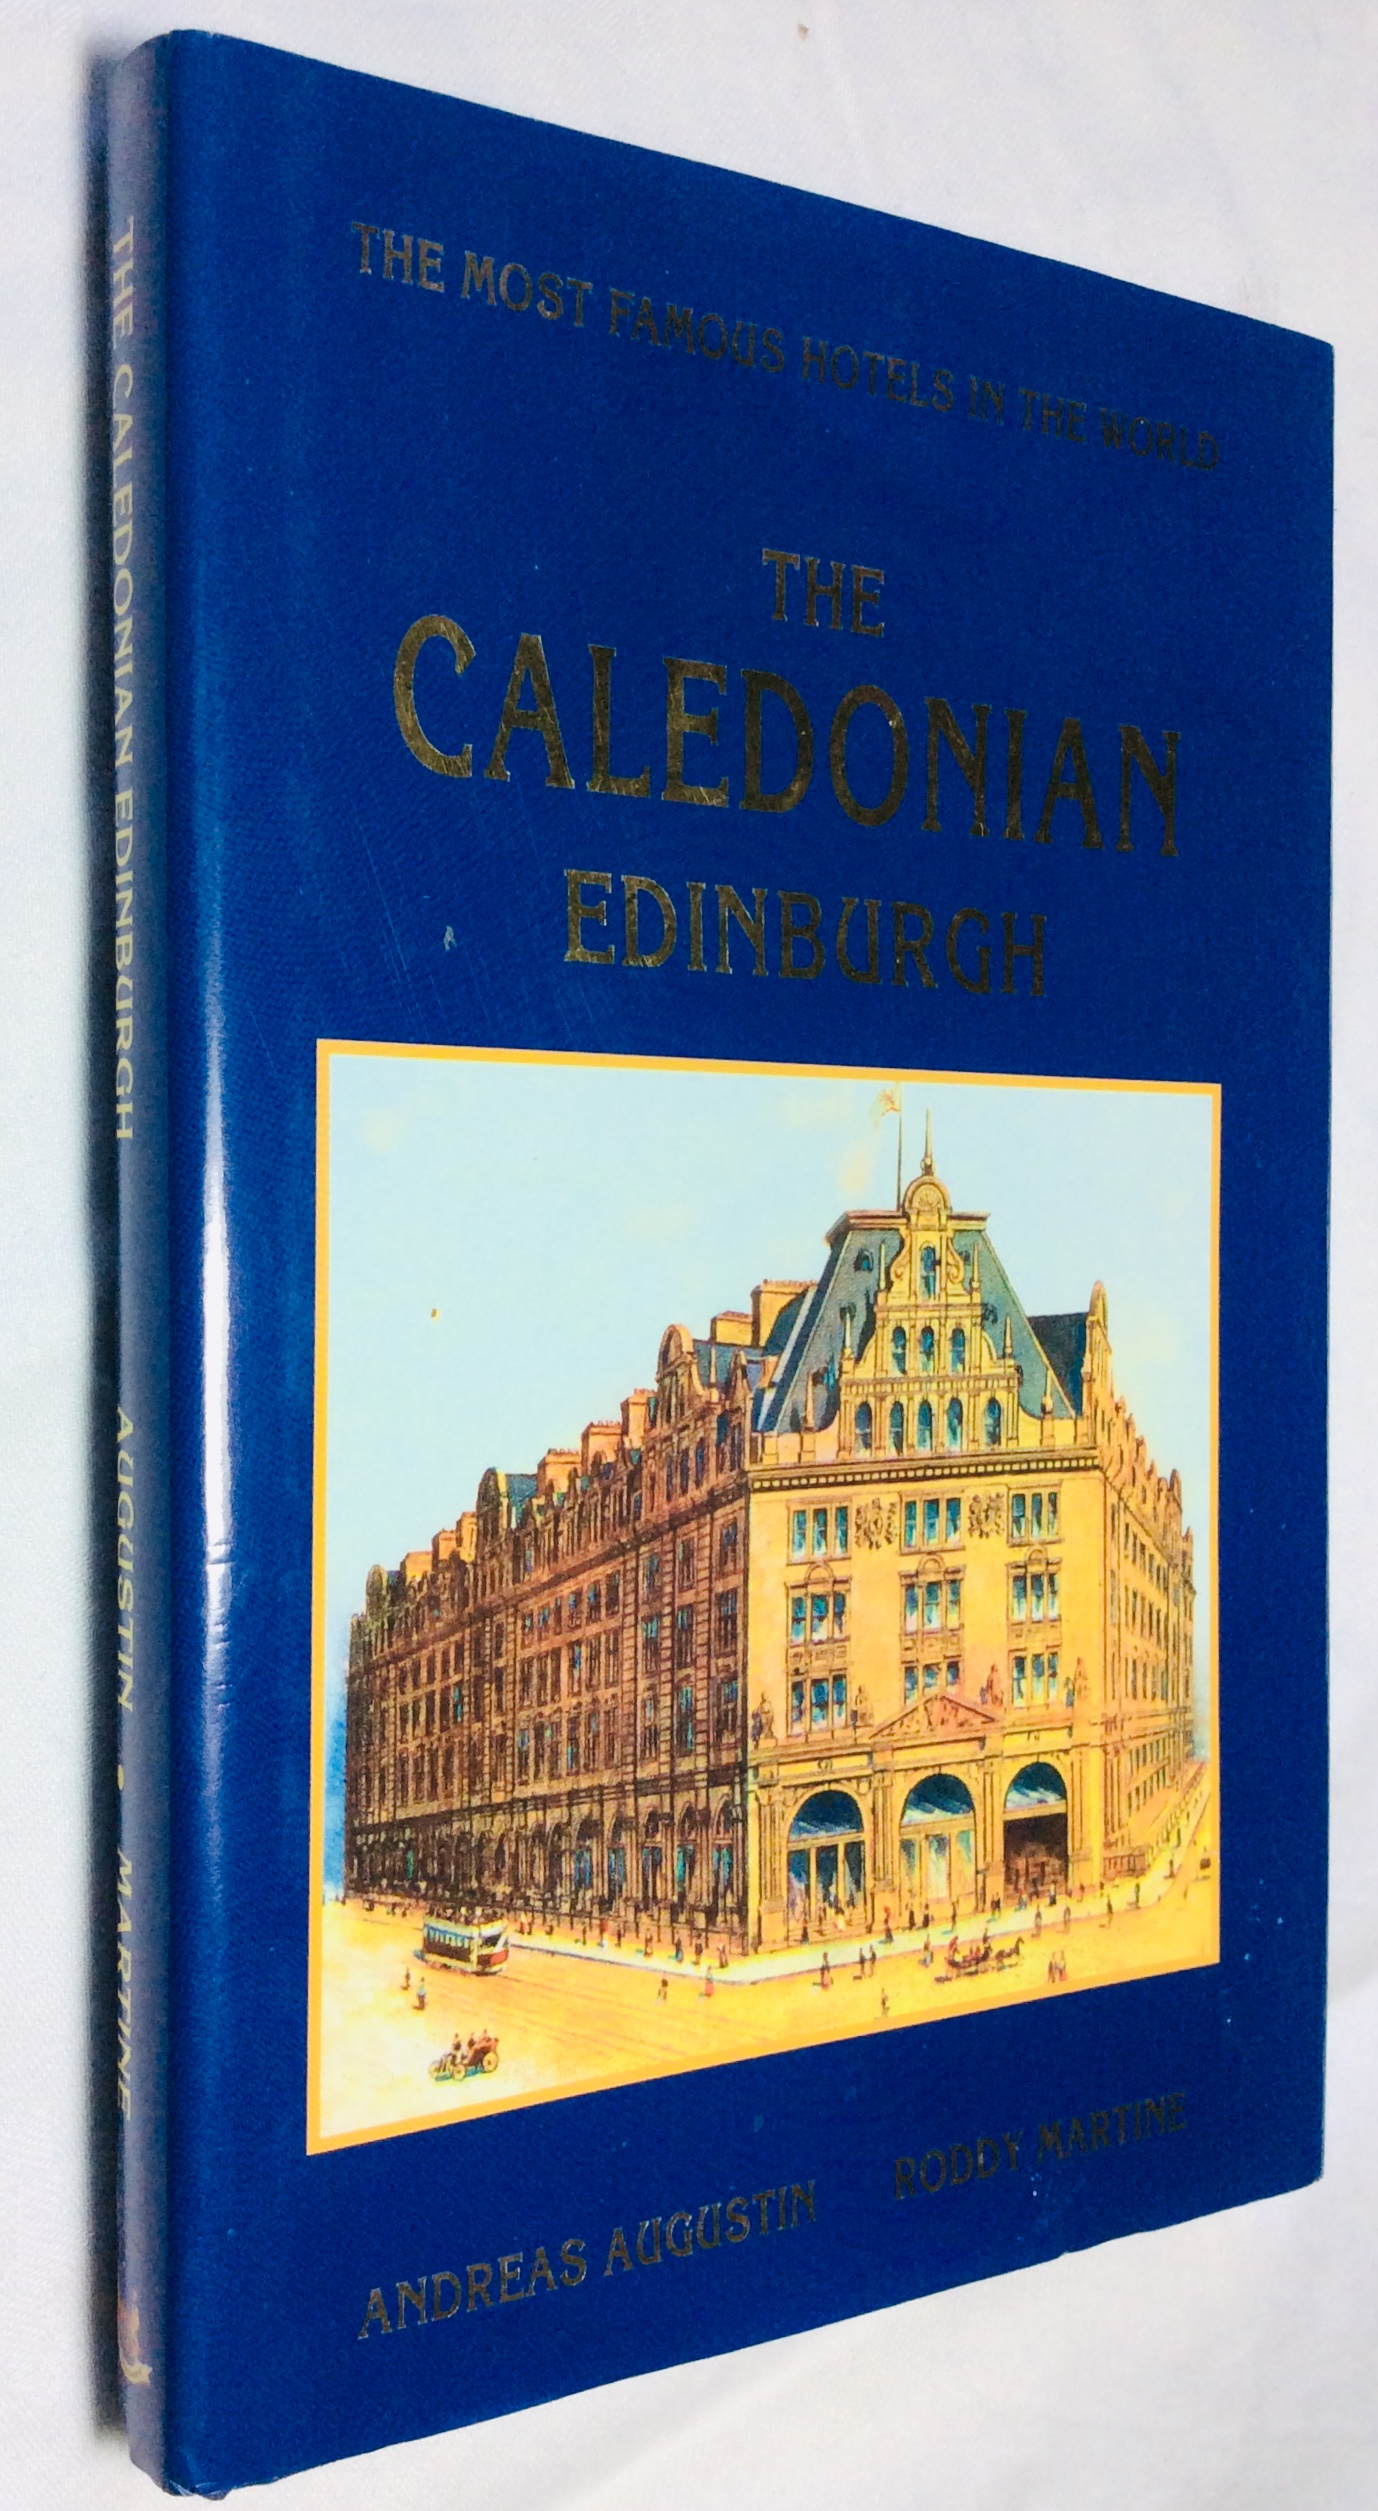 THE MOST FAMOUS HOTELS IN THE WORLD
THE
CALEDONIAN
EDINBURGH
ANDREAS AUGUSTIN RODDY MARTINE
THE CALEDONIAN EDINBURGH AUGUSTIN • MARTINE